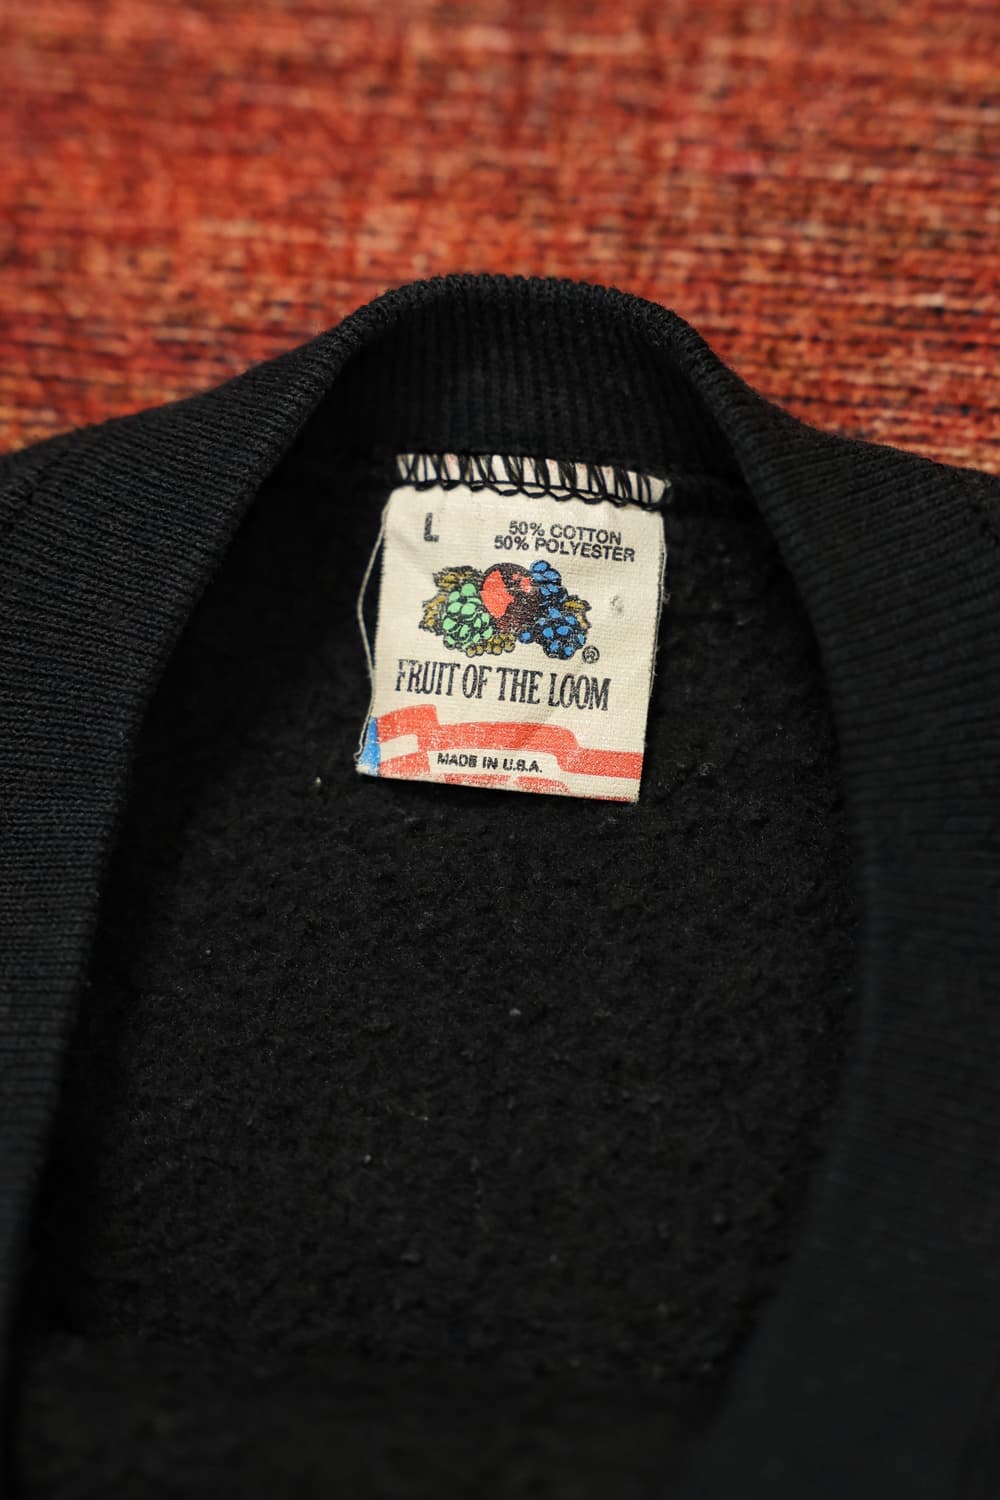 L
50% COTTON
50% POLYESTER
®
FRUIT OF THE LOOM
MADE IN U.S.A.